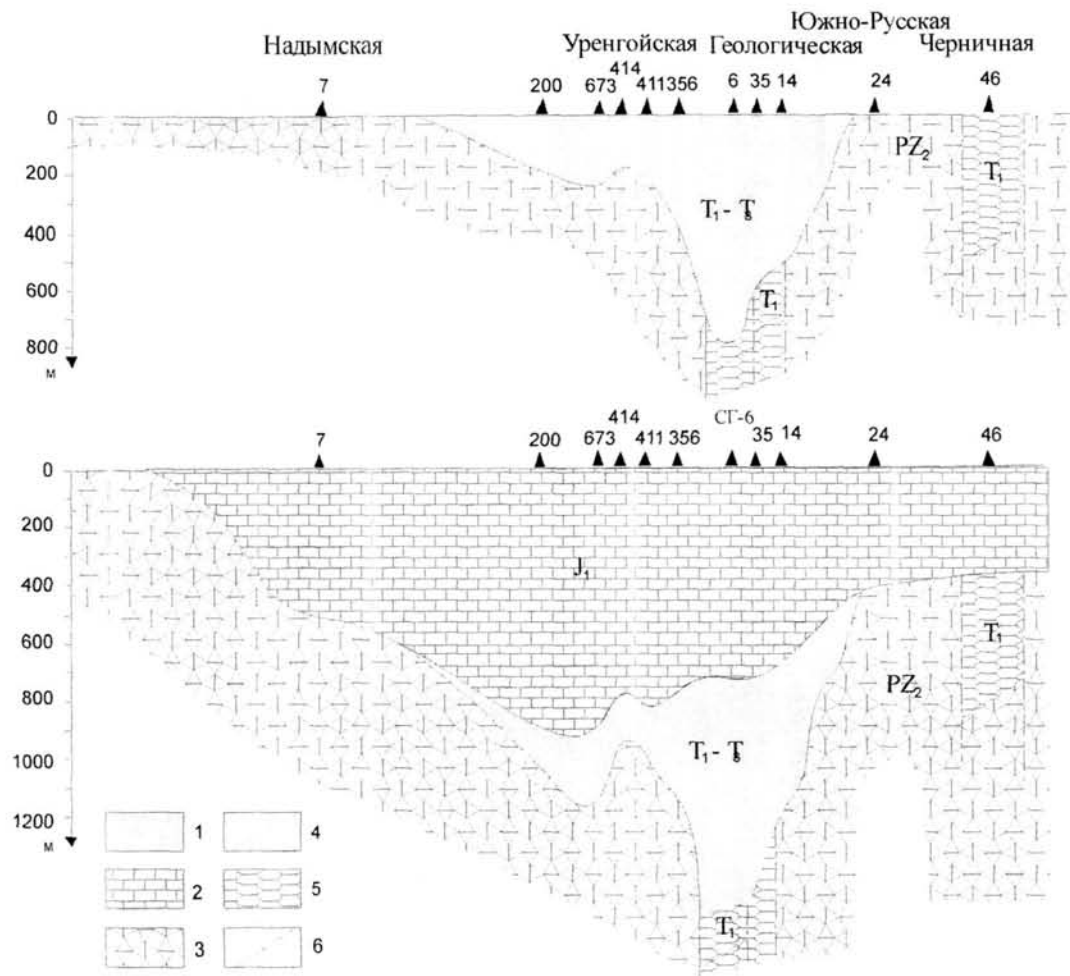 Южно-Русская
Надымская Уренгойская Геологическая Черничная
414
7 200 673 411 356 6 35 14 24 46
0
PZ2
T1
200
T1 - T3
400
T1
600
800
м
СГ-6
414
7 200 673 411 356 35 14 24 46
0
200
J1
400
600
T1
PZ2
800
T1 - T3
1000
1200
м
1 4
2 5
T1
3 6